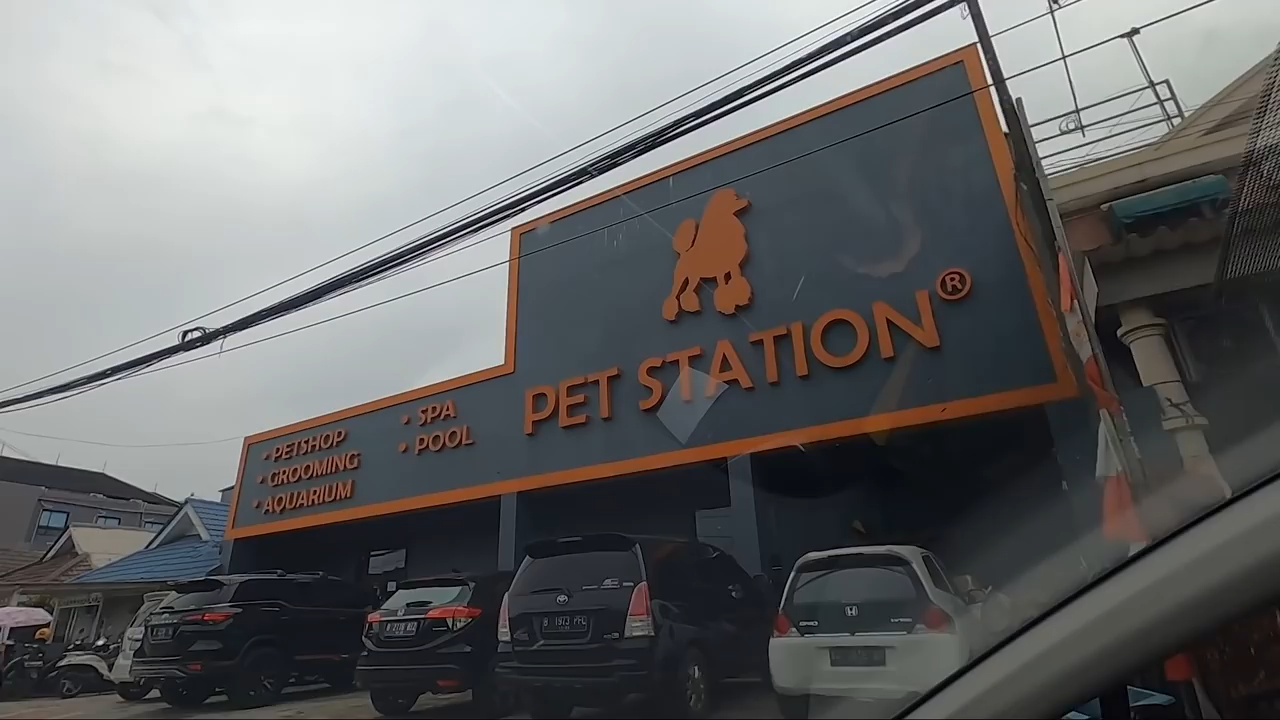 • PETSHOP
• GROOMING
• AQUARIUM
• SPA
• POOL
PET STATION®
B 1973 PFC